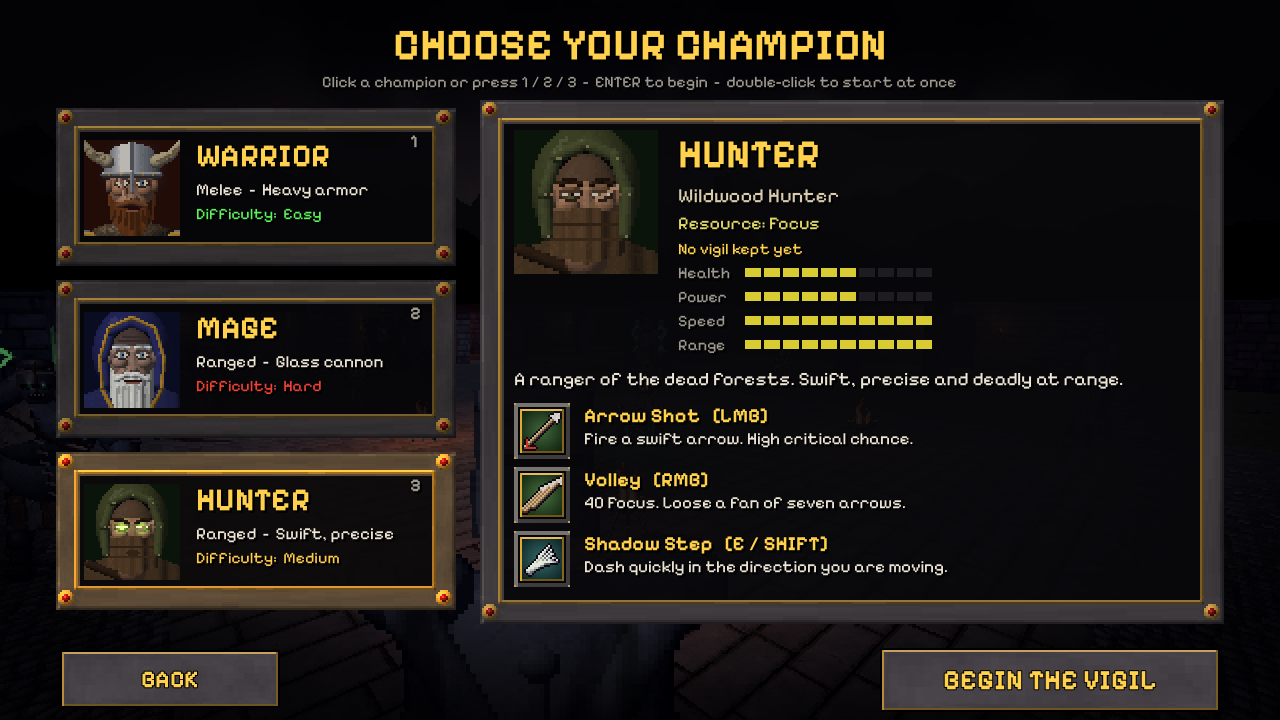 CHOOSE YOUR CHAMPION
Click a champion or press 1 / 2 / 3 - ENTER to begin - double-click to start at once
1
WARRIOR
Melee - Heavy armor
Difficulty: Easy
2
MAGE
Ranged - Glass cannon
Difficulty: Hard
3
HUNTER
Ranged - Swift, precise
Difficulty: Medium
HUNTER
Wildwood Hunter
Resource: Focus
No vigil kept yet
Health
Power
Speed
Range
A ranger of the dead forests. Swift, precise and deadly at range.
Arrow Shot (LMB)
Fire a swift arrow. High critical chance.
Volley (RMB)
40 Focus. Loose a fan of seven arrows.
Shadow Step (E / SHIFT)
Dash quickly in the direction you are moving.
BACK
BEGIN THE VIGIL